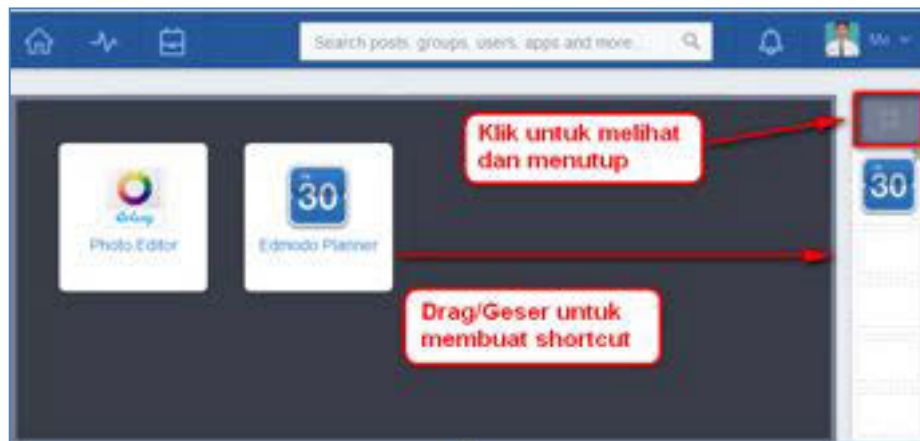 Search posts, groups, users, apps and more...
Me
Klik untuk melihat
dan menutup
30
30
Photo Editor
Edmodo Planner
Drag/Geser untuk
membuat shortcut